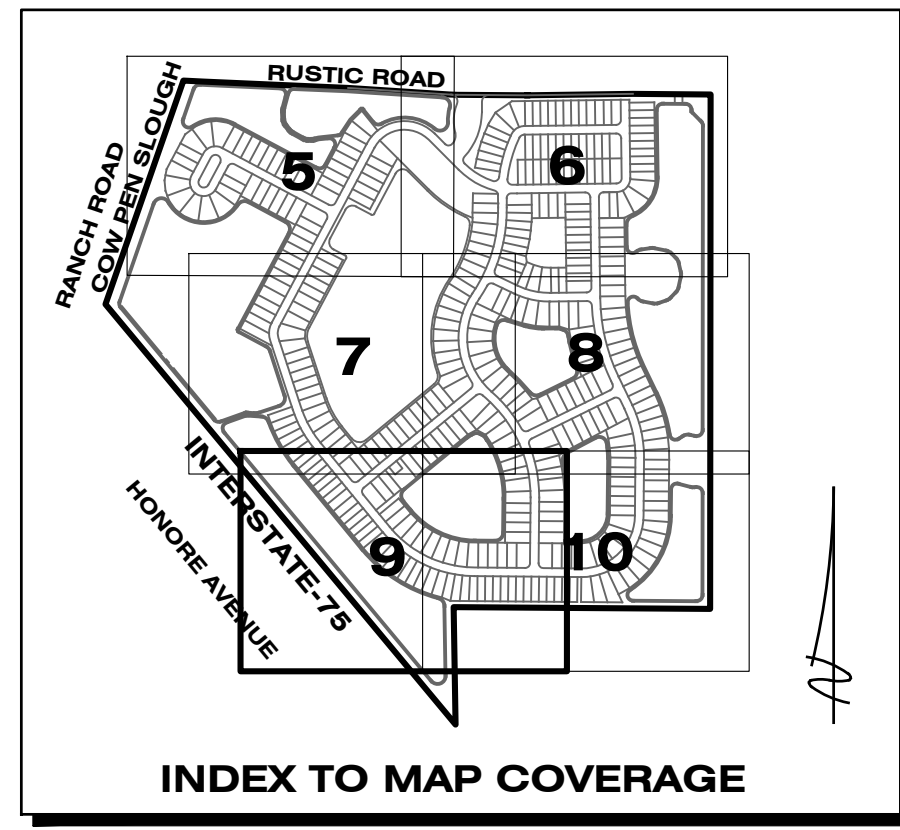 RUSTIC ROAD
RANCH ROAD
COW PEN SLOUGH
5
6
7
8
INTERSTATE-75
HONORE AVENUE
9
10
N
INDEX TO MAP COVERAGE